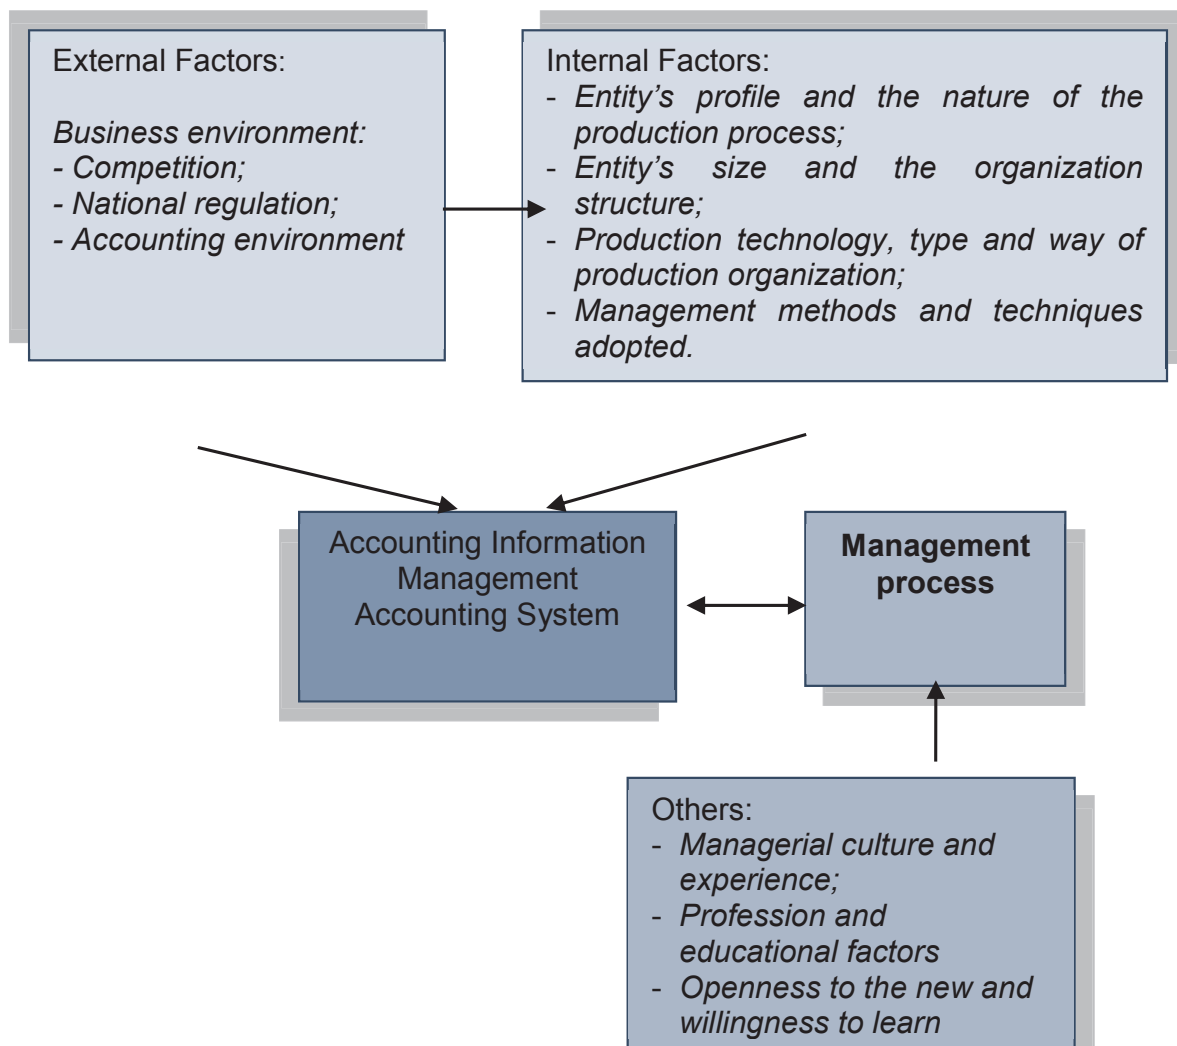 External Factors:
Business environment:
- Competition;
- National regulation;
- Accounting environment
Internal Factors:
- Entity’s profile and the nature of the
production process;
- Entity’s size and the organization
structure;
- Production technology, type and way of
production organization;
- Management methods and techniques
adopted.
Accounting Information
Management
Accounting System
Management
process
Others:
- Managerial culture and
experience;
- Profession and
educational factors
- Openness to the new and
willingness to learn